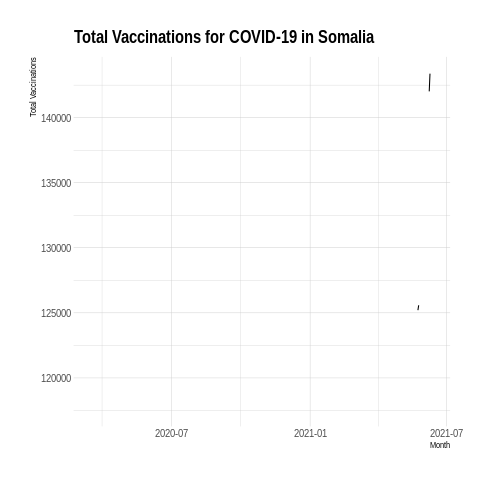 Total Vaccinations for COVID-19 in Somalia
Total Vaccinations
140000
135000
130000
125000
120000
2020-07 2021-01 2021-07
Month